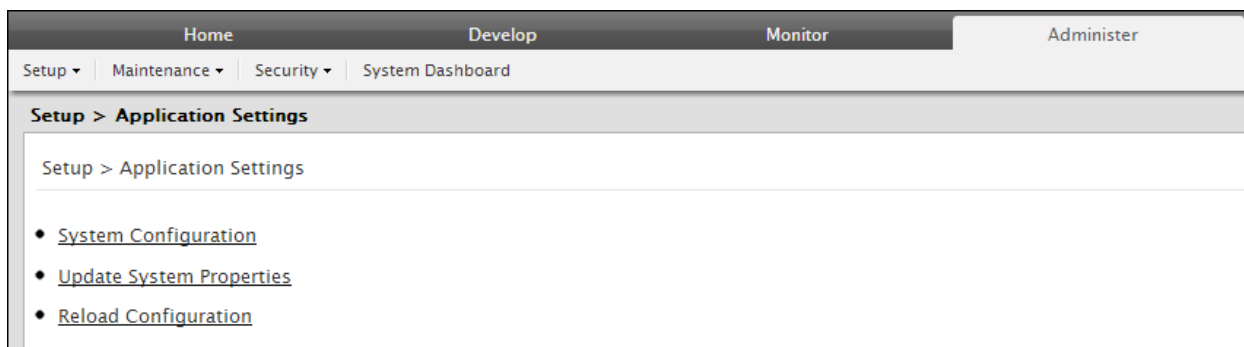 Home Develop Monitor Administer
Setup Maintenance Security System Dashboard
Setup > Application Settings
Setup > Application Settings
System Configuration
Update System Properties
Reload Configuration